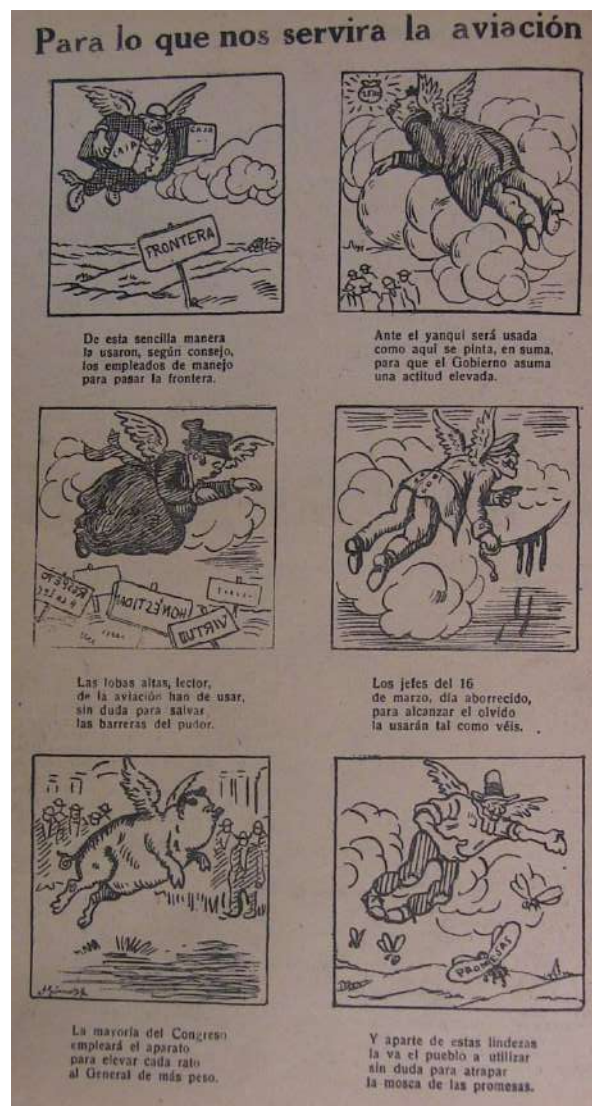 Para lo que nos servira la aviación
CAJA
CAJA
FRONTERA
De esta sencilla manera
la usaron, según consejo,
los empleados de manejo
para pasar la frontera.
Ante el yanqui será usada
como aquí se pinta, en suma,
para que el Gobierno asuma
una actitud elevada.
HONESTIDAD
VIRTUD
Las lobas altas, lector,
de la aviación han de usar,
sin duda para salvar
las barreras del pudor.
Los jefes del 16
de marzo, día aborrecido,
para alcanzar el olvido
la usarán tal como véis.
La mayoría del Congreso
empleará el aparato
para elevar cada rato
al General de más peso.
PROMESAS
Y aparte de estas lindezas
la va el pueblo a utilizar
sin duda para atrapar
la mosca de las promesas.